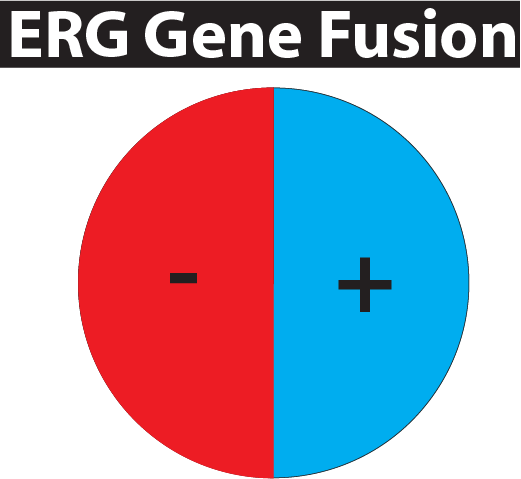 ERG Gene Fusion
- +